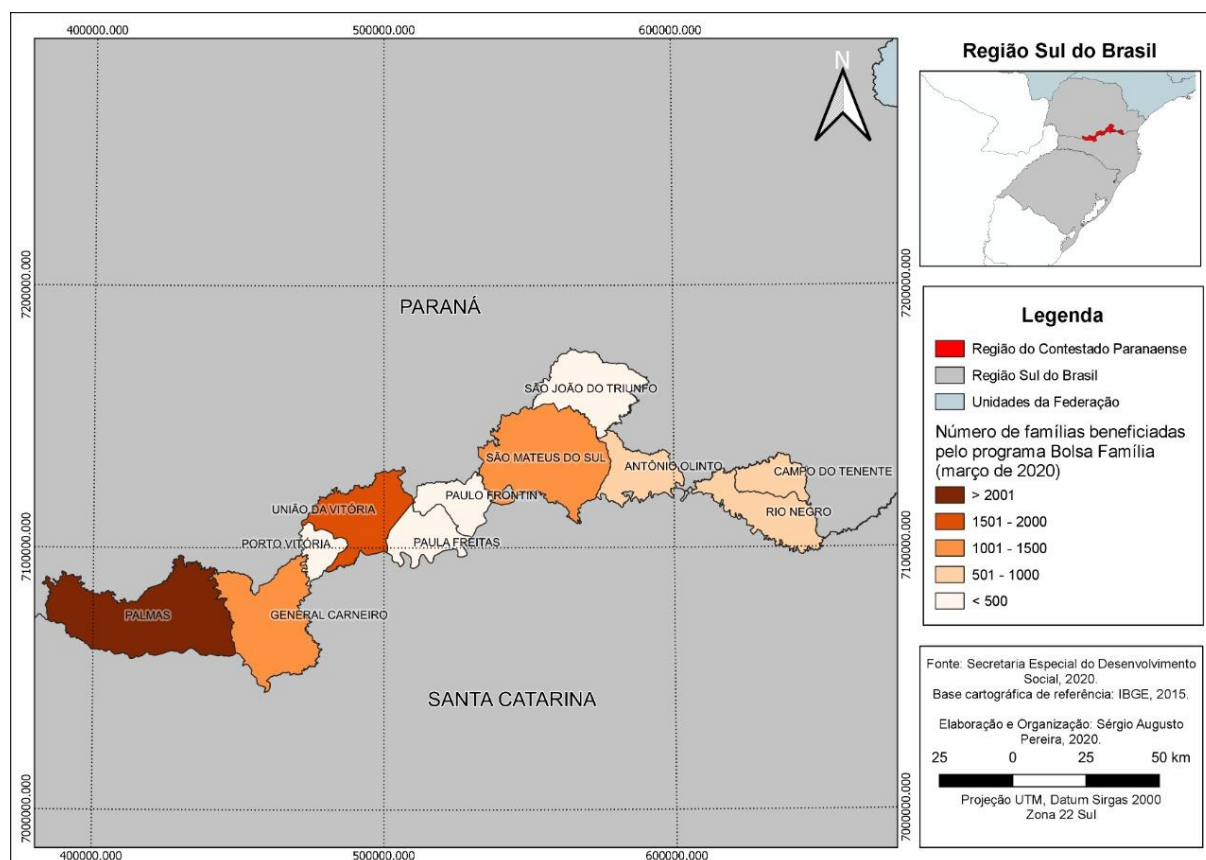 400000.000
500000.000
600000.000
N
7200000.000
7200000.000
PARANÁ
SÃO JOÃO DO TRIUNFO
SÃO MATEUS DO SUL
ANTÔNIO OLINTO
CAMPO DO TENENTE
PAULO FRONTIN
RIO NEGRO
UNIÃO DA VITÓRIA
PORTO VITÓRIA
PAULA FREITAS
7100000.000
7100000.000
PALMAS
GENERAL CARNEIRO
SANTA CATARINA
7000000.000
7000000.000
400000.000
500000.000
600000.000
Região Sul do Brasil
Legenda
Região do Contestado Paranaense
Região Sul do Brasil
Unidades da Federação
Número de famílias beneficiadas
pelo programa Bolsa Família
(março de 2020)
> 2001
1501 - 2000
1001 - 1500
501 - 1000
< 500
Fonte: Secretaria Especial do Desenvolvimento
Social, 2020.
Base cartográfica de referência: IBGE, 2015.
Elaboração e Organização: Sérgio Augusto
Pereira, 2020.
25 0 25 50 km
Projeção UTM, Datum Sirgas 2000
Zona 22 Sul